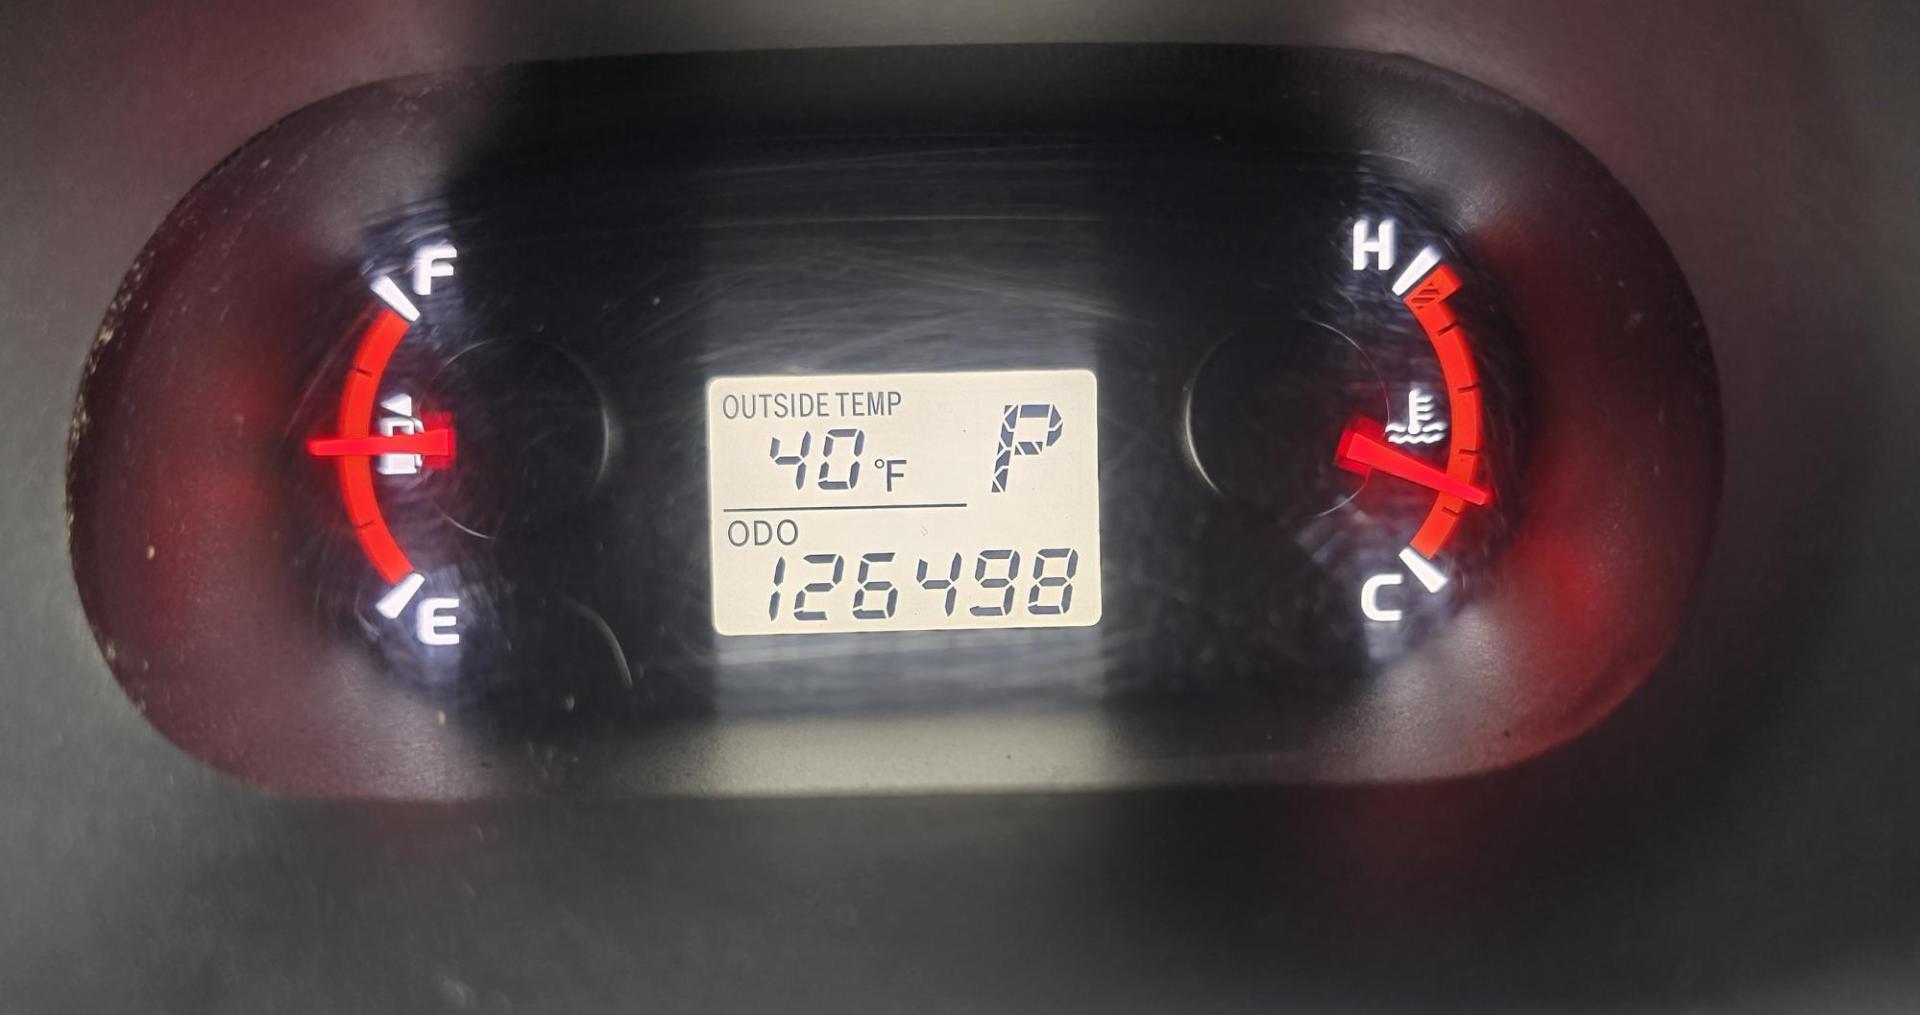 F
H
OUTSIDE TEMP
40 °F P
ODO
126498
E
C